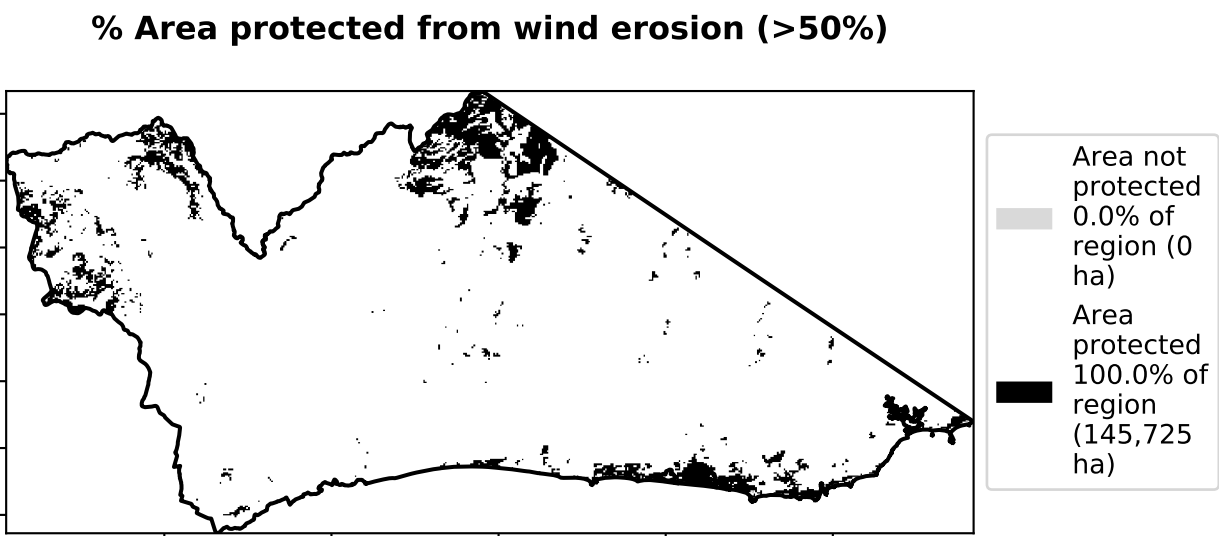 % Area protected from wind erosion (>50%)
Area not
protected
0.0% of
region (0
ha)
Area
protected
100.0% of
region
(145,725
ha)